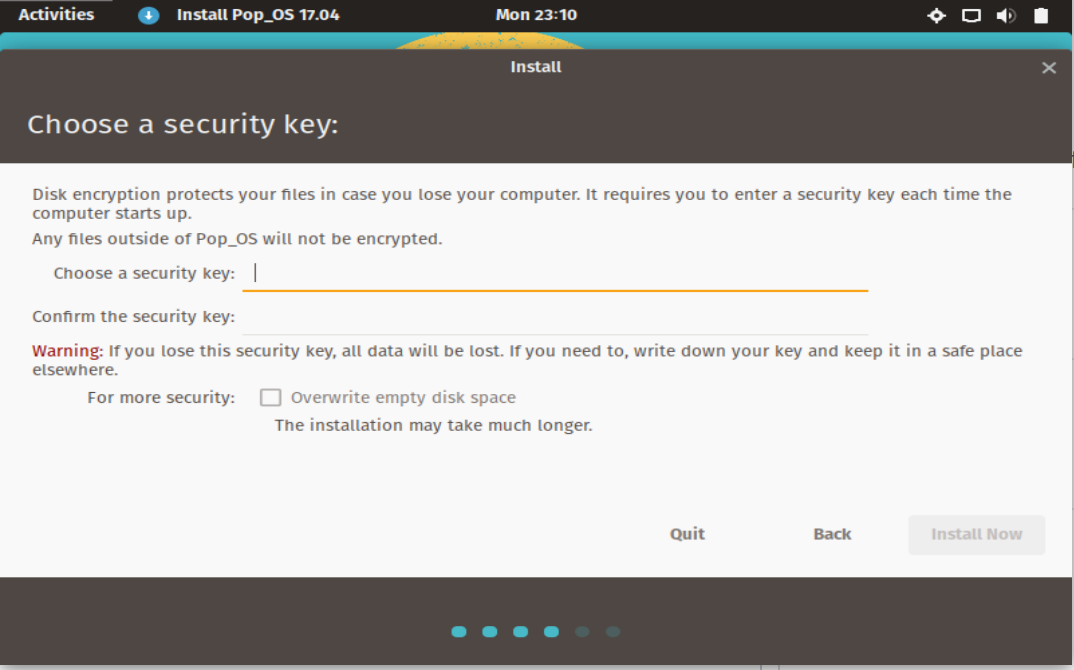 Activities Install Pop_OS 17.04 Mon 23:10
Install
Choose a security key:
Disk encryption protects your files in case you lose your computer. It requires you to enter a security key each time the
computer starts up.
Any files outside of Pop_OS will not be encrypted.
Choose a security key:
Confirm the security key:
Warning: If you lose this security key, all data will be lost. If you need to, write down your key and keep it in a safe place
elsewhere.
For more security: Overwrite empty disk space
The installation may take much longer.
Quit Back Install Now